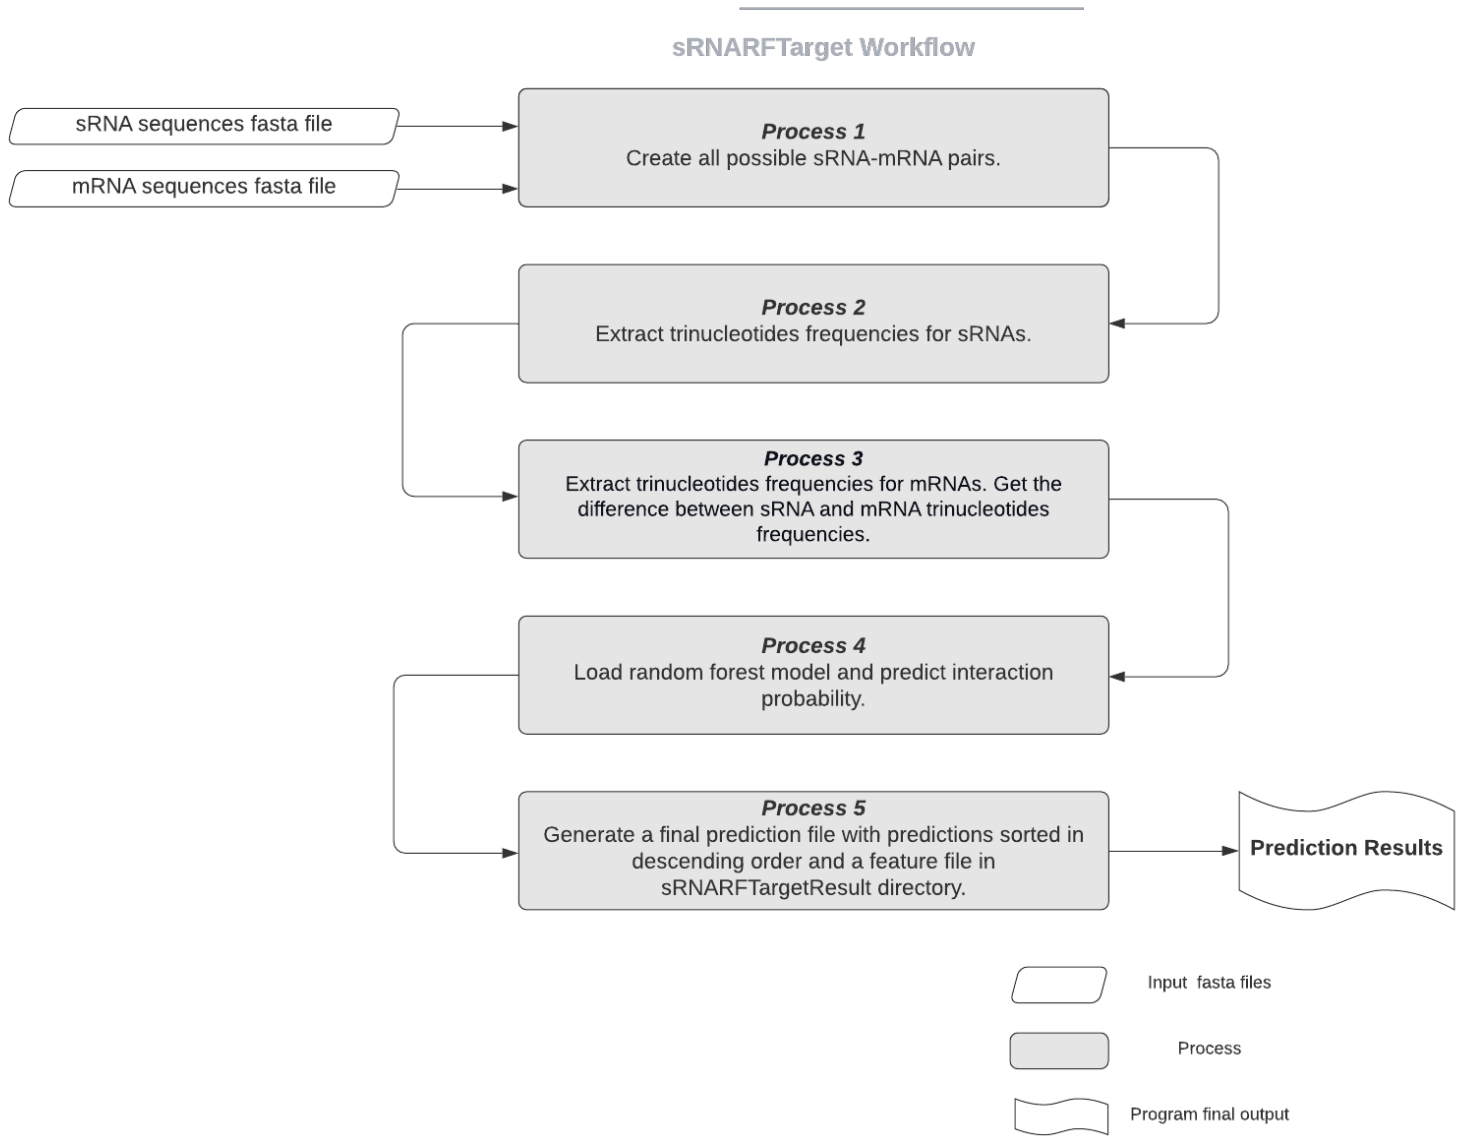 sRNARFTarget Workflow
sRNA sequences fasta file
mRNA sequences fasta file
Process 1
Create all possible sRNA-mRNA pairs.
Process 2
Extract trinucleotides frequencies for sRNAs.
Process 3
Extract trinucleotides frequencies for mRNAs. Get the
difference between sRNA and mRNA trinucleotides
frequencies.
Process 4
Load random forest model and predict interaction
probability.
Process 5
Generate a final prediction file with predictions sorted in
descending order and a feature file in
sRNARFTargetResult directory.
Prediction Results
Input fasta files
Process
Program final output